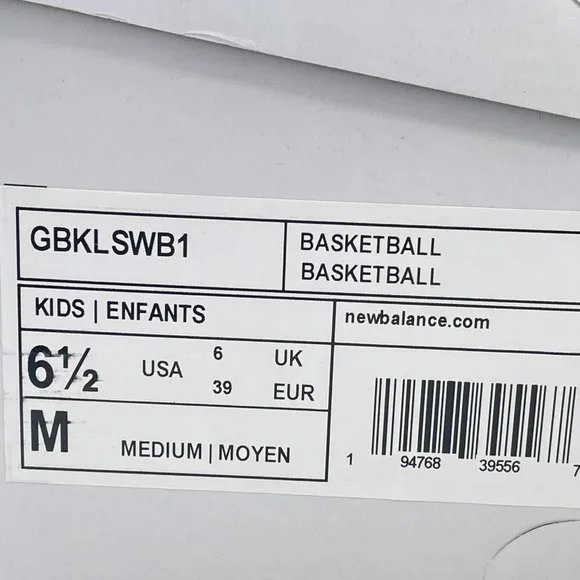 GBKLSWB1
BASKETBALL
BASKETBALL
KIDS | ENFANTS
newbalance.com
6½ USA 6 UK
39 EUR
M MEDIUM | MOYEN
1 94768 39556 7